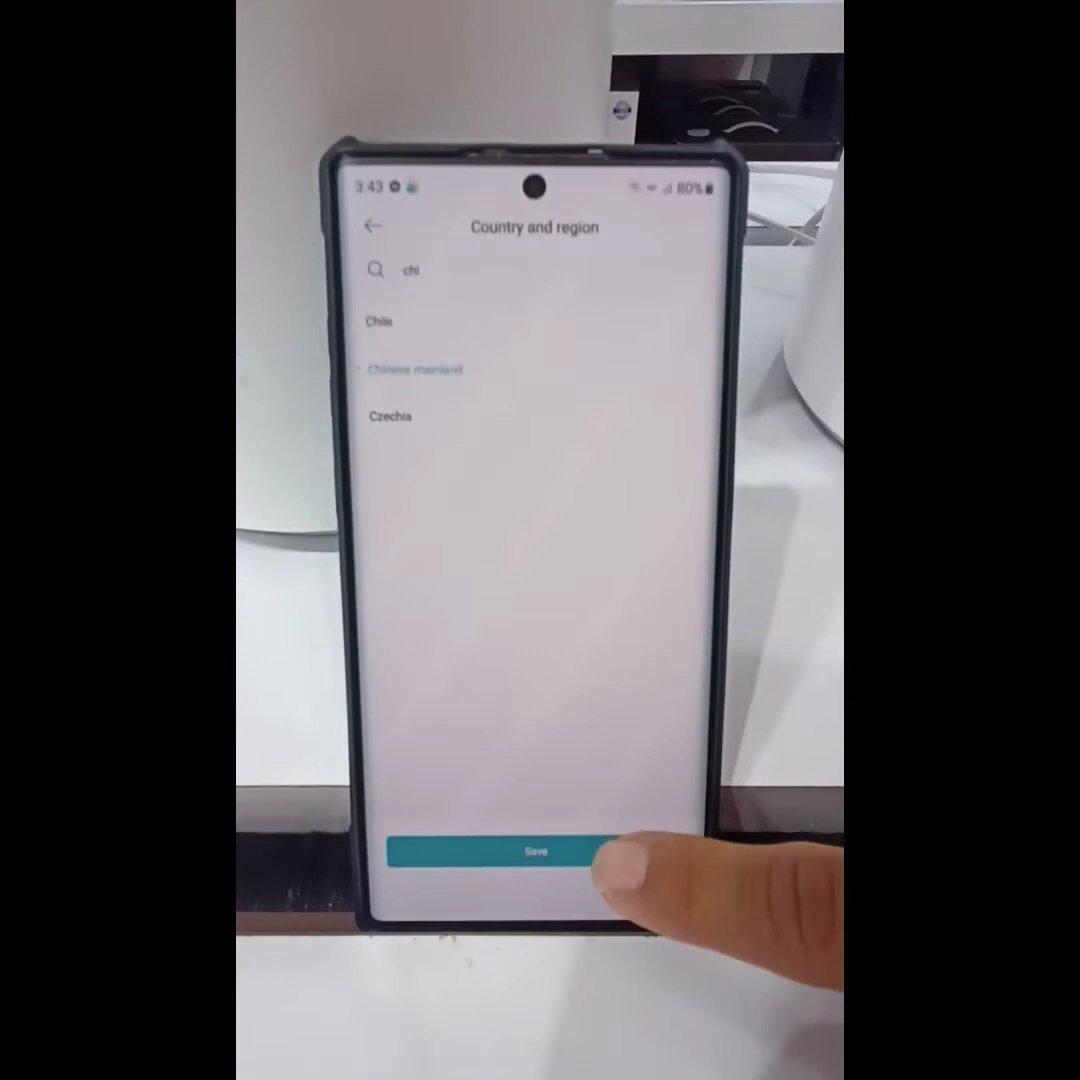 3:43
80%
Country and region
chi
Chile
Chinese mainland
Czechia
Save